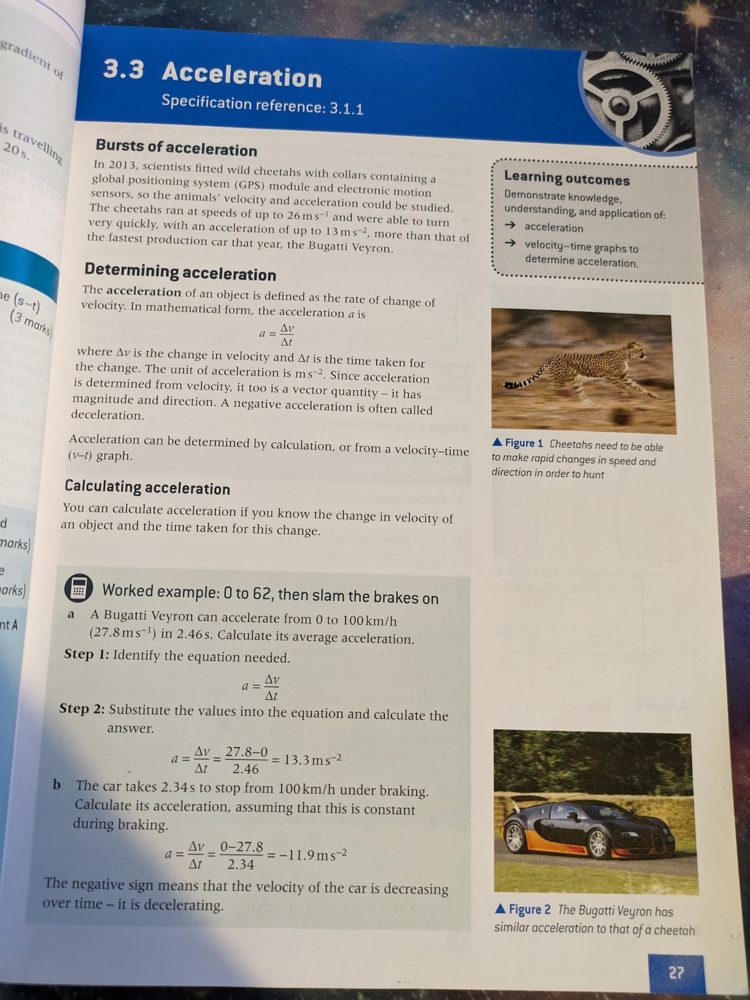 gradient of
is travelling
20 s.
(s–t)
(3 marks)
d
marks)
e
marks)
nt A
3.3 Acceleration
Specification reference: 3.1.1
Bursts of acceleration
In 2013, scientists fitted wild cheetahs with collars containing a
global positioning system (GPS) module and electronic motion
sensors, so the animals' velocity and acceleration could be studied.
The cheetahs ran at speeds of up to 26 m s⁻¹ and were able to turn
very quickly, with an acceleration of up to 13 m s⁻², more than that of
the fastest production car that year, the Bugatti Veyron.
Determining acceleration
The acceleration of an object is defined as the rate of change of
velocity. In mathematical form, the acceleration a is
a = Δv/Δt
where Δv is the change in velocity and Δt is the time taken for
the change. The unit of acceleration is m s⁻². Since acceleration
is determined from velocity, it too is a vector quantity – it has
magnitude and direction. A negative acceleration is often called
deceleration.
Acceleration can be determined by calculation, or from a velocity–time
(v–t) graph.
Calculating acceleration
You can calculate acceleration if you know the change in velocity of
an object and the time taken for this change.
Worked example: 0 to 62, then slam the brakes on
a A Bugatti Veyron can accelerate from 0 to 100 km/h
(27.8 m s⁻¹) in 2.46 s. Calculate its average acceleration.
Step 1: Identify the equation needed.
a = Δv/Δt
Step 2: Substitute the values into the equation and calculate the
answer.
a = Δv/Δt = 27.8–0/2.46 = 13.3 m s⁻²
b The car takes 2.34 s to stop from 100 km/h under braking.
Calculate its acceleration, assuming that this is constant
during braking.
a = Δv/Δt = 0–27.8/2.34 = –11.9 m s⁻²
The negative sign means that the velocity of the car is decreasing
over time – it is decelerating.
Learning outcomes
Demonstrate knowledge,
understanding, and application of:
→ acceleration
→ velocity–time graphs to
determine acceleration.
▲ Figure 1 Cheetahs need to be able
to make rapid changes in speed and
direction in order to hunt
▲ Figure 2 The Bugatti Veyron has
similar acceleration to that of a cheetah
27